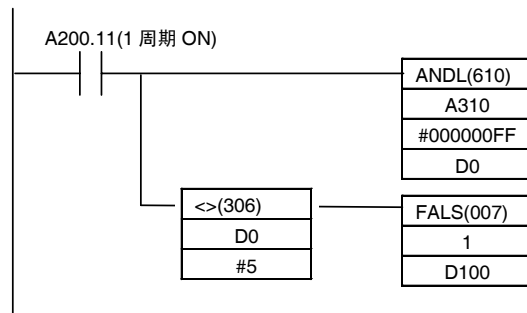 A200.11(1 周期 ON)
ANDL(610)
A310
#000000FF
D0
<>(306)
D0
#5
FALS(007)
1
D100